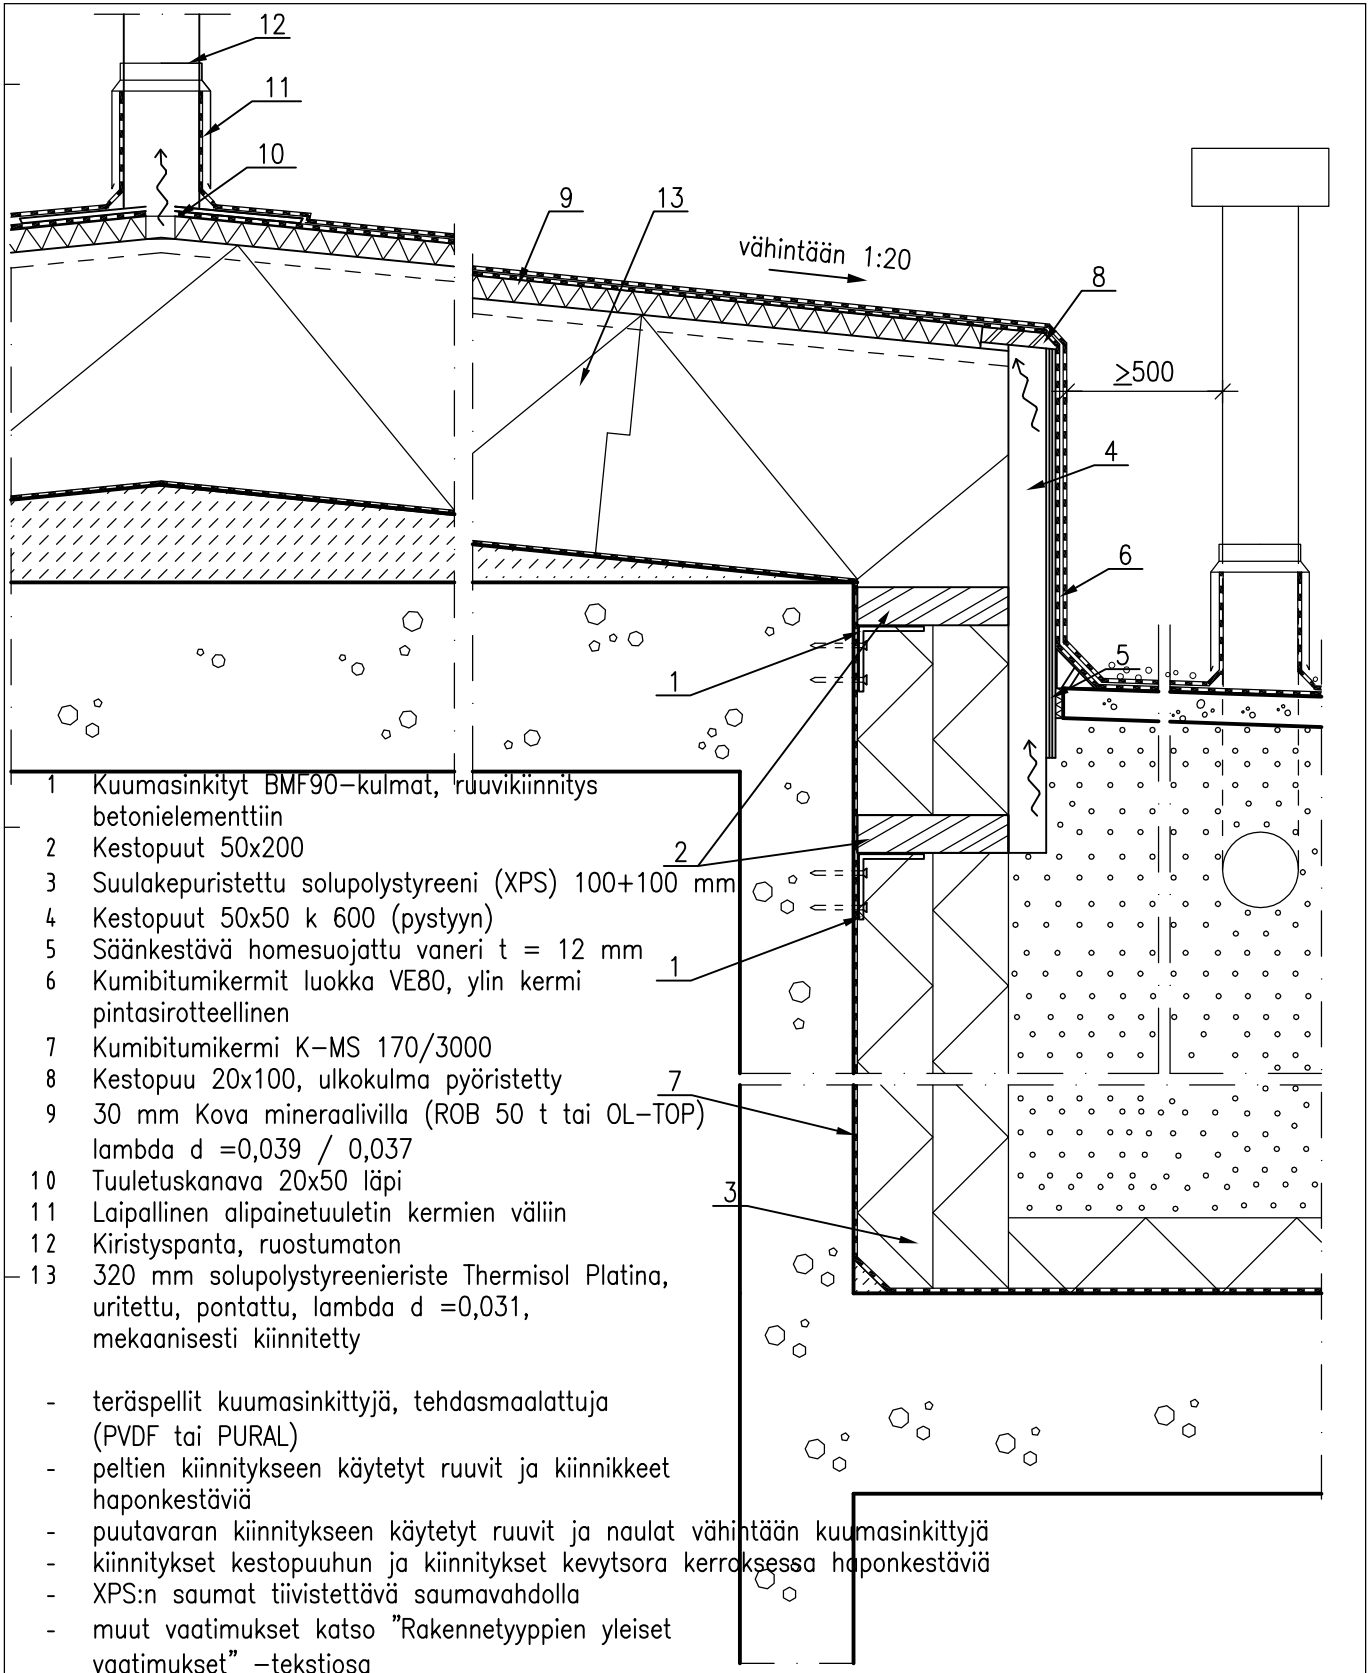 12
11
10
9
13
vähintään 1:20
8
≥500
4
6
5
1
2
1
7
3
1 Kuumasinkityt BMF90-kulmat, ruuvikiinnitys
betonielementtiin
2 Kestopuut 50x200
3 Suulakepuristettu solupolystyreeni (XPS) 100+100 mm
4 Kestopuut 50x50 k 600 (pystyyn)
5 Säänkestävä homesuojattu vaneri t = 12 mm
6 Kumibitumikermit luokka VE80, ylin kermi
pintasirotteellinen
7 Kumibitumikermi K-MS 170/3000
8 Kestopuu 20x100, ulkokulma pyöristetty
9 30 mm Kova mineraalivilla (ROB 50 t tai OL-TOP)
lambda d =0,039 / 0,037
10 Tuuletuskanava 20x50 läpi
11 Laipallinen alipainetuuletin kermien väliin
12 Kiristyspanta, ruostumaton
13 320 mm solupolystyreenieriste Thermisol Platina,
uritettu, pontattu, lambda d =0,031,
mekaanisesti kiinnitetty
- teräspellit kuumasinkittyjä, tehdasmaalattuja
(PVDF tai PURAL)
- peltien kiinnitykseen käytetyt ruuvit ja kiinnikkeet
haponkestäviä
- puutavaran kiinnitykseen käytetyt ruuvit ja naulat vähintään kuumasinkittyjä
- kiinnitykset kestopuuhun ja kiinnitykset kevytsora kerroksessa haponkestäviä
- XPS:n saumat tiivistettävä saumavahdolla
- muut vaatimukset katso "Rakennetyyppien yleiset
vaatimukset" -tekstiosa